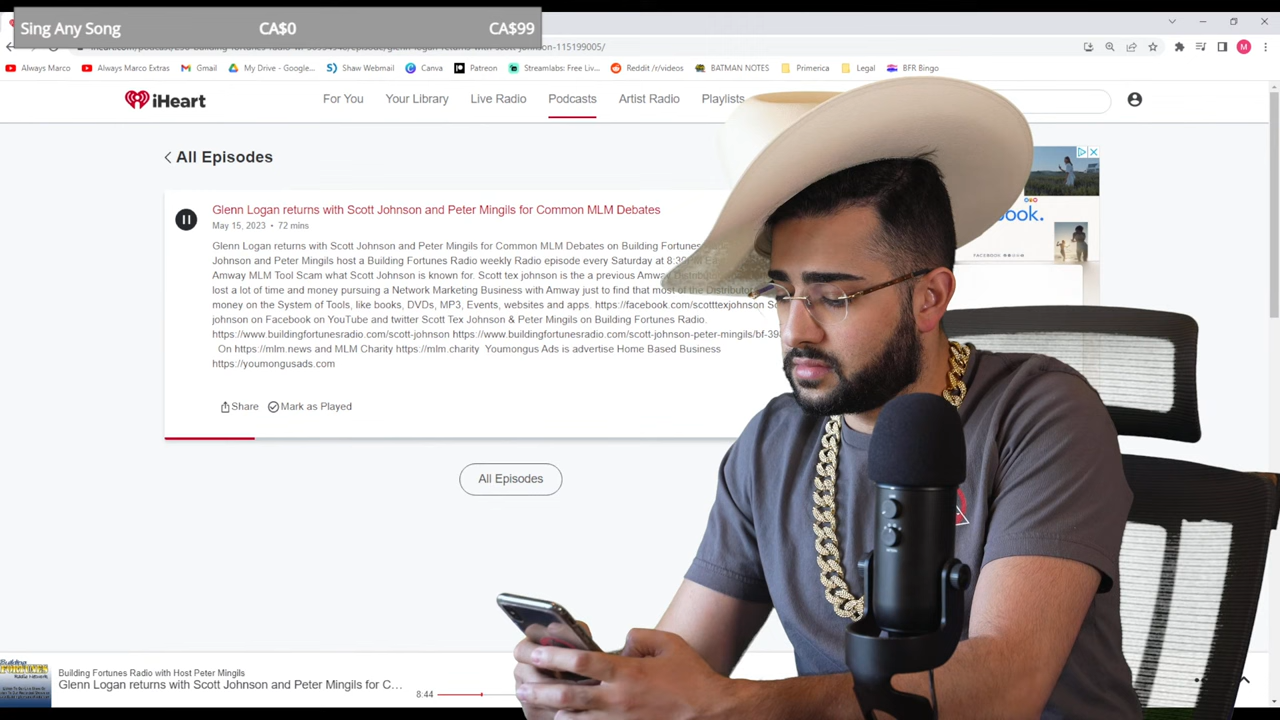 Sing Any Song CA$0 CA$99
Always Marco Always Marco Extras Gmail My Drive - Google... Shaw Webmail Canva Patreon Streamlabs: Free Liv... Reddit /r/videos BATMAN NOTES Primerica Legal BFR Bingo
iHeart For You Your Library Live Radio Podcasts Artist Radio Playlists
All Episodes
Glenn Logan returns with Scott Johnson and Peter Mingils for Common MLM Debates
May 15, 2023 • 72 mins
Glenn Logan returns with Scott Johnson and Peter Mingils for Common MLM Debates on Building Fortunes
Johnson and Peter Mingils host a Building Fortunes Radio weekly Radio episode every Saturday at 8:30
Amway MLM Tool Scam what Scott Johnson is known for. Scott tex johnson is the a previous Amway
lost a lot of time and money pursuing a Network Marketing Business with Amway just to find that most of the Distributor
money on the System of Tools, like books, DVDs, MP3, Events, websites and apps. https://facebook.com/scotttexjohnson
johnson on Facebook on YouTube and twitter Scott Tex Johnson & Peter Mingils on Building Fortunes Radio.
https://www.buildingfortunesradio.com/scott-johnson https://www.buildingfortunesradio.com/scott-johnson-peter-mingils/bf-398
On https://mlm.news and MLM Charity https://mlm.charity Youmongus Ads is advertise Home Based Business
https://youmongusads.com
Share Mark as Played
All Episodes
Building Fortunes Radio with Host Peter Mingils
Glenn Logan returns with Scott Johnson and Peter Mingils for C...
8:44